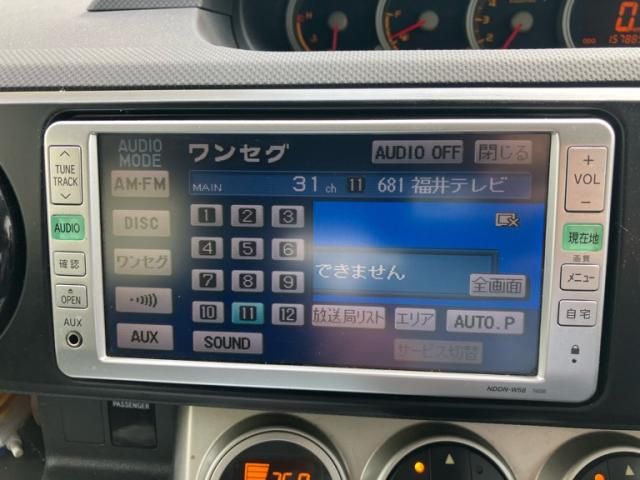 AUDIO MODE
ワンセグ
AUDIO OFF
閉じる
AM·FM
MAIN 31 ch 11 681 福井テレビ
DISC
1 2 3
ワンセグ
4 5 6
できません
7 8 9
全画面
10 11 12
放送局リスト
エリア
AUTO.P
AUX
SOUND
サービス切替
TUNE TRACK
AUDIO
確認
OPEN
AUX
VOL
現在地
画質
メニュー
自宅
NDDN-W58
PASSENGER